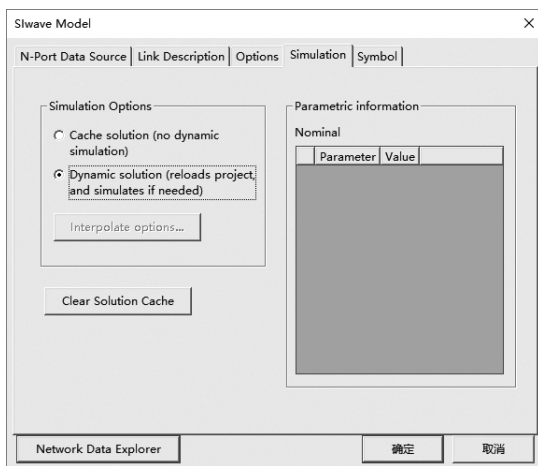 SIwave Model
N-Port Data Source Link Description Options Simulation Symbol
Simulation Options
Cache solution (no dynamic
simulation)
Dynamic solution (reloads project,
and simulates if needed)
Interpolate options...
Clear Solution Cache
Parametric information
Nominal
Parameter Value
Network Data Explorer
确定
取消